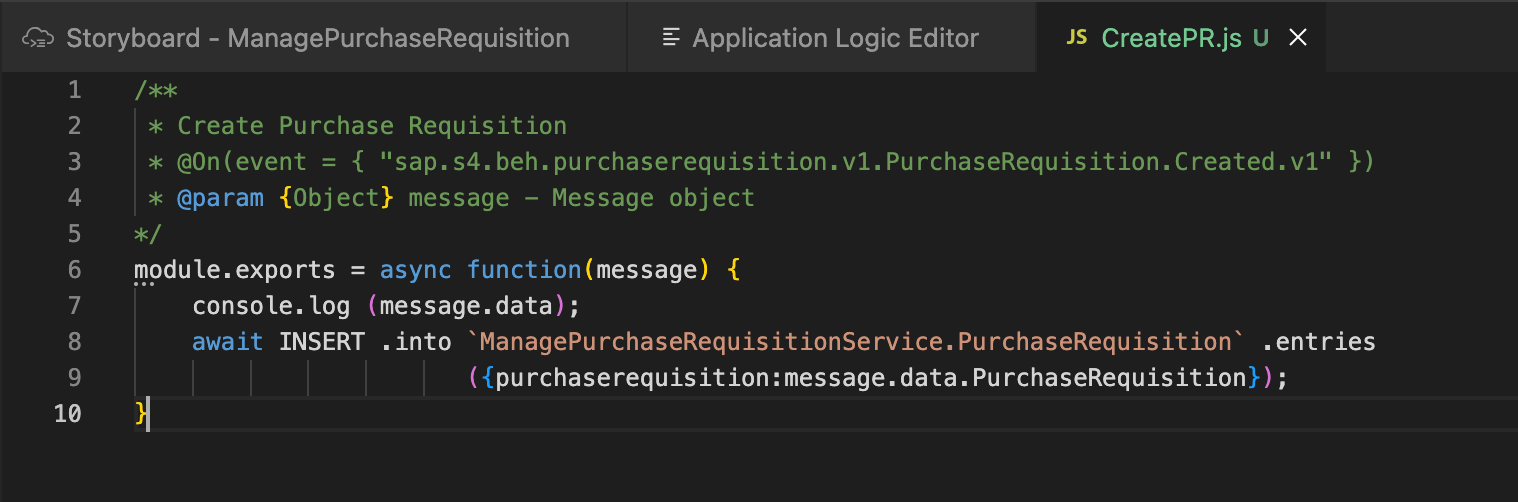 Storyboard - ManagePurchaseRequisition Application Logic Editor JS CreatePR.js U
1 /**
2 * Create Purchase Requisition
3 * @On(event = { "sap.s4.beh.purchaserequisition.v1.PurchaseRequisition.Created.v1" })
4 * @param {Object} message - Message object
5 */
6 module.exports = async function(message) {
7 console.log (message.data);
8 await INSERT .into `ManagePurchaseRequisitionService.PurchaseRequisition` .entries
9 ({purchaserequisition:message.data.PurchaseRequisition});
10 }